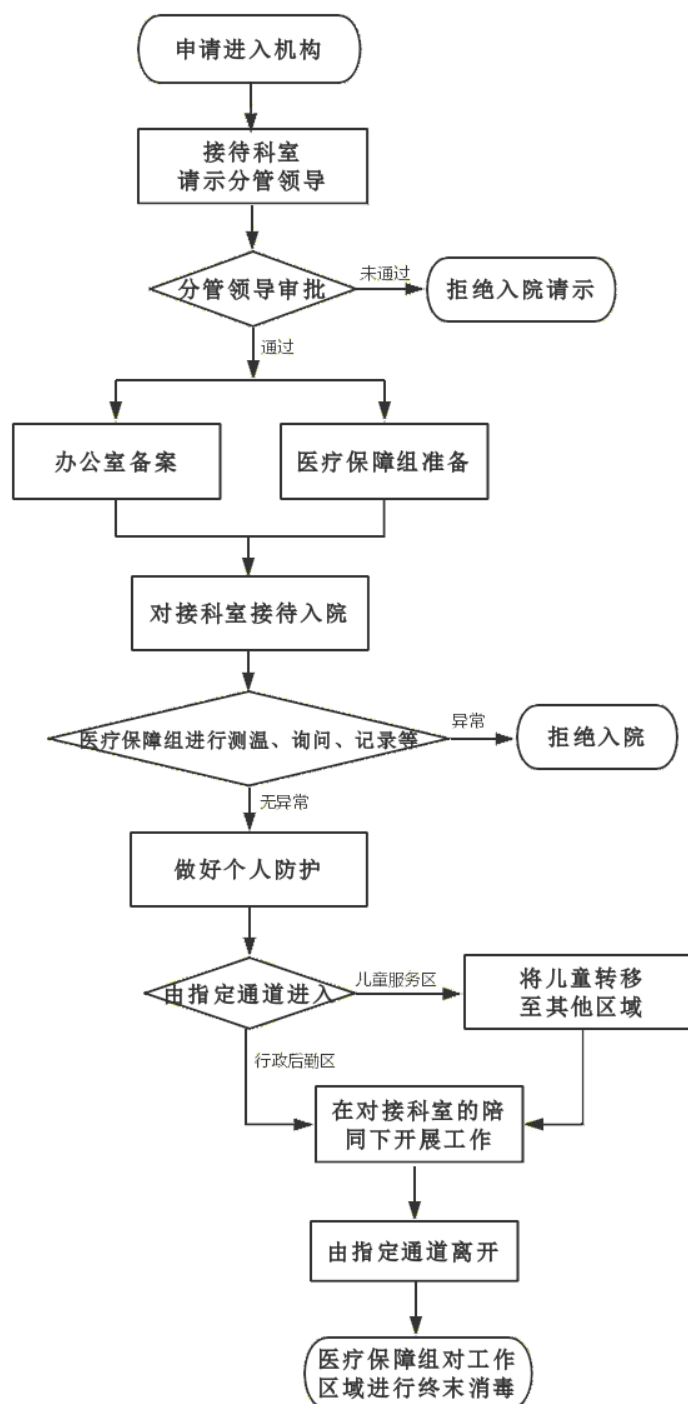 申请进入机构
接待科室
请示分管领导
分管领导审批
未通过
拒绝入院请示
通过
办公室备案
医疗保障组准备
对接科室接待入院
医疗保障组进行测温、询问、记录等
异常
拒绝入院
无异常
做好个人防护
由指定通道进入
儿童服务区
将儿童转移
至其他区域
行政后勤区
在对接科室的陪
同下开展工作
由指定通道离开
医疗保障组对工作
区域进行终末消毒